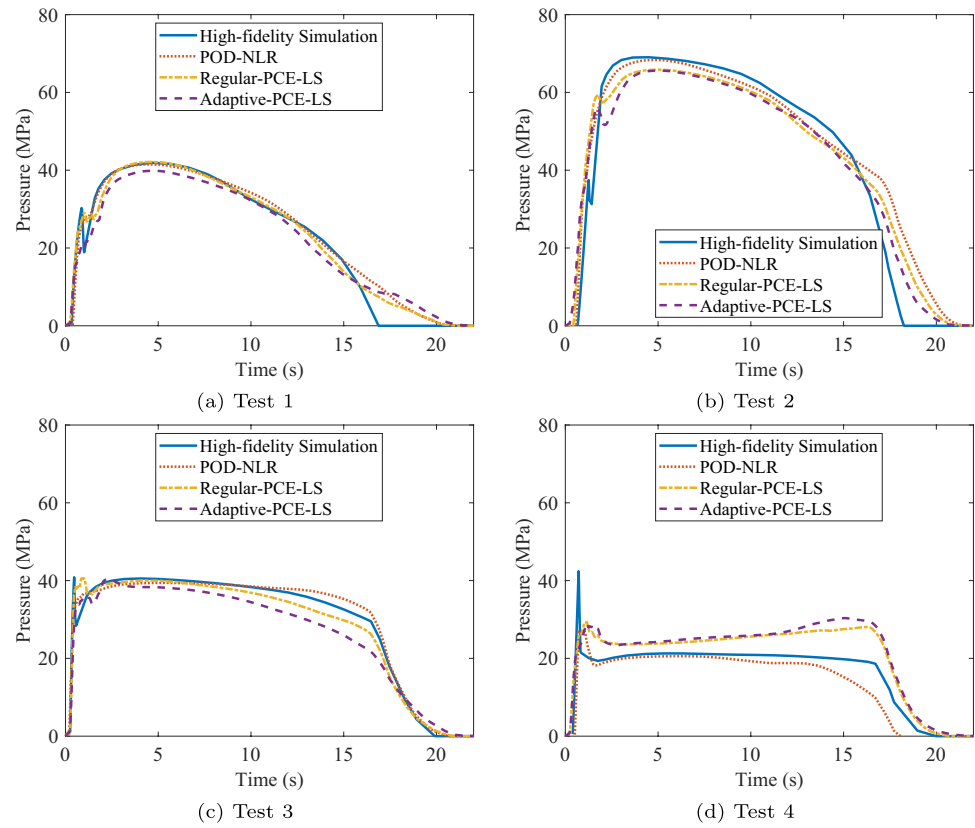 80
60
40
20
0
Pressure (MPa)
High-fidelity Simulation
POD-NLR
Regular-PCE-LS
Adaptive-PCE-LS
0 5 10 15 20
Time (s)
(a) Test 1
80
60
40
20
0
Pressure (MPa)
High-fidelity Simulation
POD-NLR
Regular-PCE-LS
Adaptive-PCE-LS
0 5 10 15 20
Time (s)
(b) Test 2
80
60
40
20
0
Pressure (MPa)
High-fidelity Simulation
POD-NLR
Regular-PCE-LS
Adaptive-PCE-LS
0 5 10 15 20
Time (s)
(c) Test 3
80
60
40
20
0
Pressure (MPa)
High-fidelity Simulation
POD-NLR
Regular-PCE-LS
Adaptive-PCE-LS
0 5 10 15 20
Time (s)
(d) Test 4